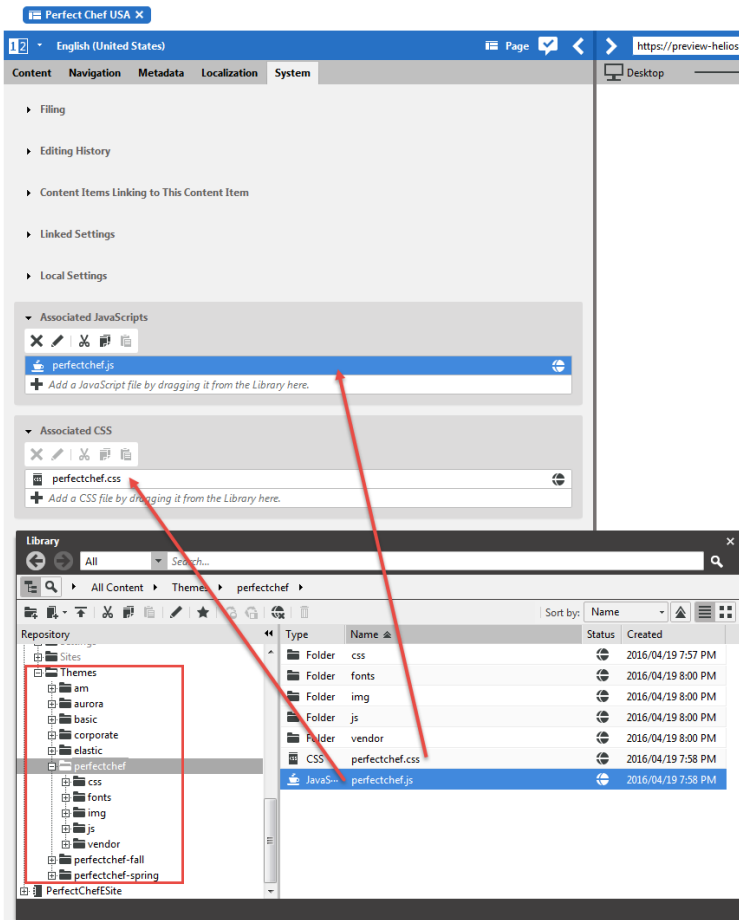 Perfect Chef USA
12 English (United States) Page https://preview-helios
Content Navigation Metadata Localization System Desktop
Filing
Editing History
Content Items Linking to This Content Item
Linked Settings
Local Settings
Associated JavaScripts
perfectchef.js
Add a JavaScript file by dragging it from the Library here.
Associated CSS
css perfectchef.css
Add a CSS file by dragging it from the Library here.
Library
All Search...
All Content Themes perfectchef
Sort by: Name
Repository Type Name Status Created
Sites Folder css 2016/04/19 7:57 PM
Themes Folder fonts 2016/04/19 8:00 PM
am Folder img 2016/04/19 8:00 PM
aurora Folder js 2016/04/19 8:00 PM
basic Folder vendor 2016/04/19 8:00 PM
corporate
elastic css CSS perfectchef.css 2016/04/19 7:58 PM
perfectchef JavaS... perfectchef.js 2016/04/19 7:58 PM
css
fonts
img
js
vendor
perfectchef-fall
perfectchef-spring
PerfectChefESite